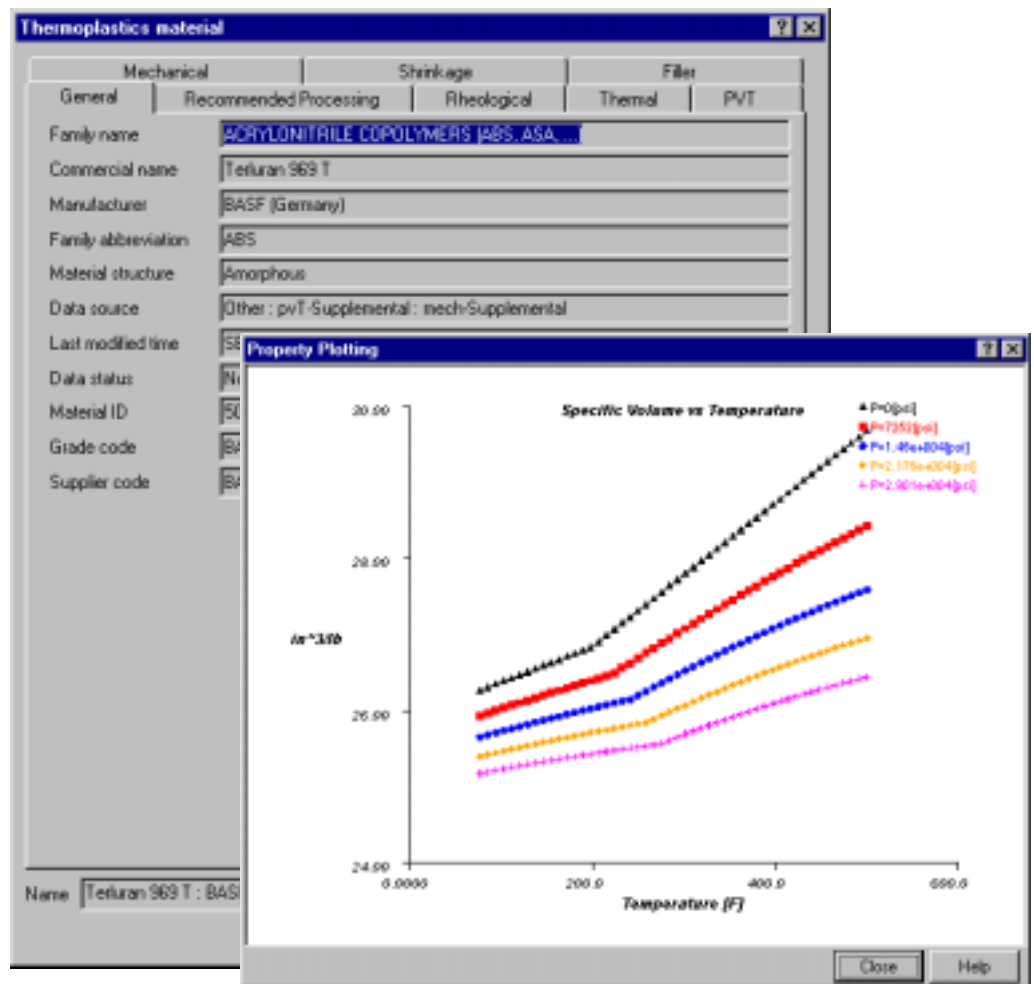 Thermoplastics material
Mechanical Shrinkage Filler
General Recommended Processing Rheological Thermal PVT
Family name ACRYLONITRILE COPOLYMERS (ABS, ASA, ...)
Commercial name Terluran 969 T
Manufacturer BASF (Germany)
Family abbreviation ABS
Material structure Amorphous
Data source Other : pvT-Supplemental : mech-Supplemental
Last modified time
Data status
Material ID
Grade code
Supplier code
Name Terluran 969 T : BAS
Property Plotting
Specific Volume vs Temperature
P=0[psi]
P=7252[psi]
P=1.45e+004[psi]
P=2.176e+004[psi]
P=2.901e+004[psi]
30.00
28.00
in^3/lb
26.00
24.00
0.0000 200.0 400.0 600.0
Temperature [F]
Close Help